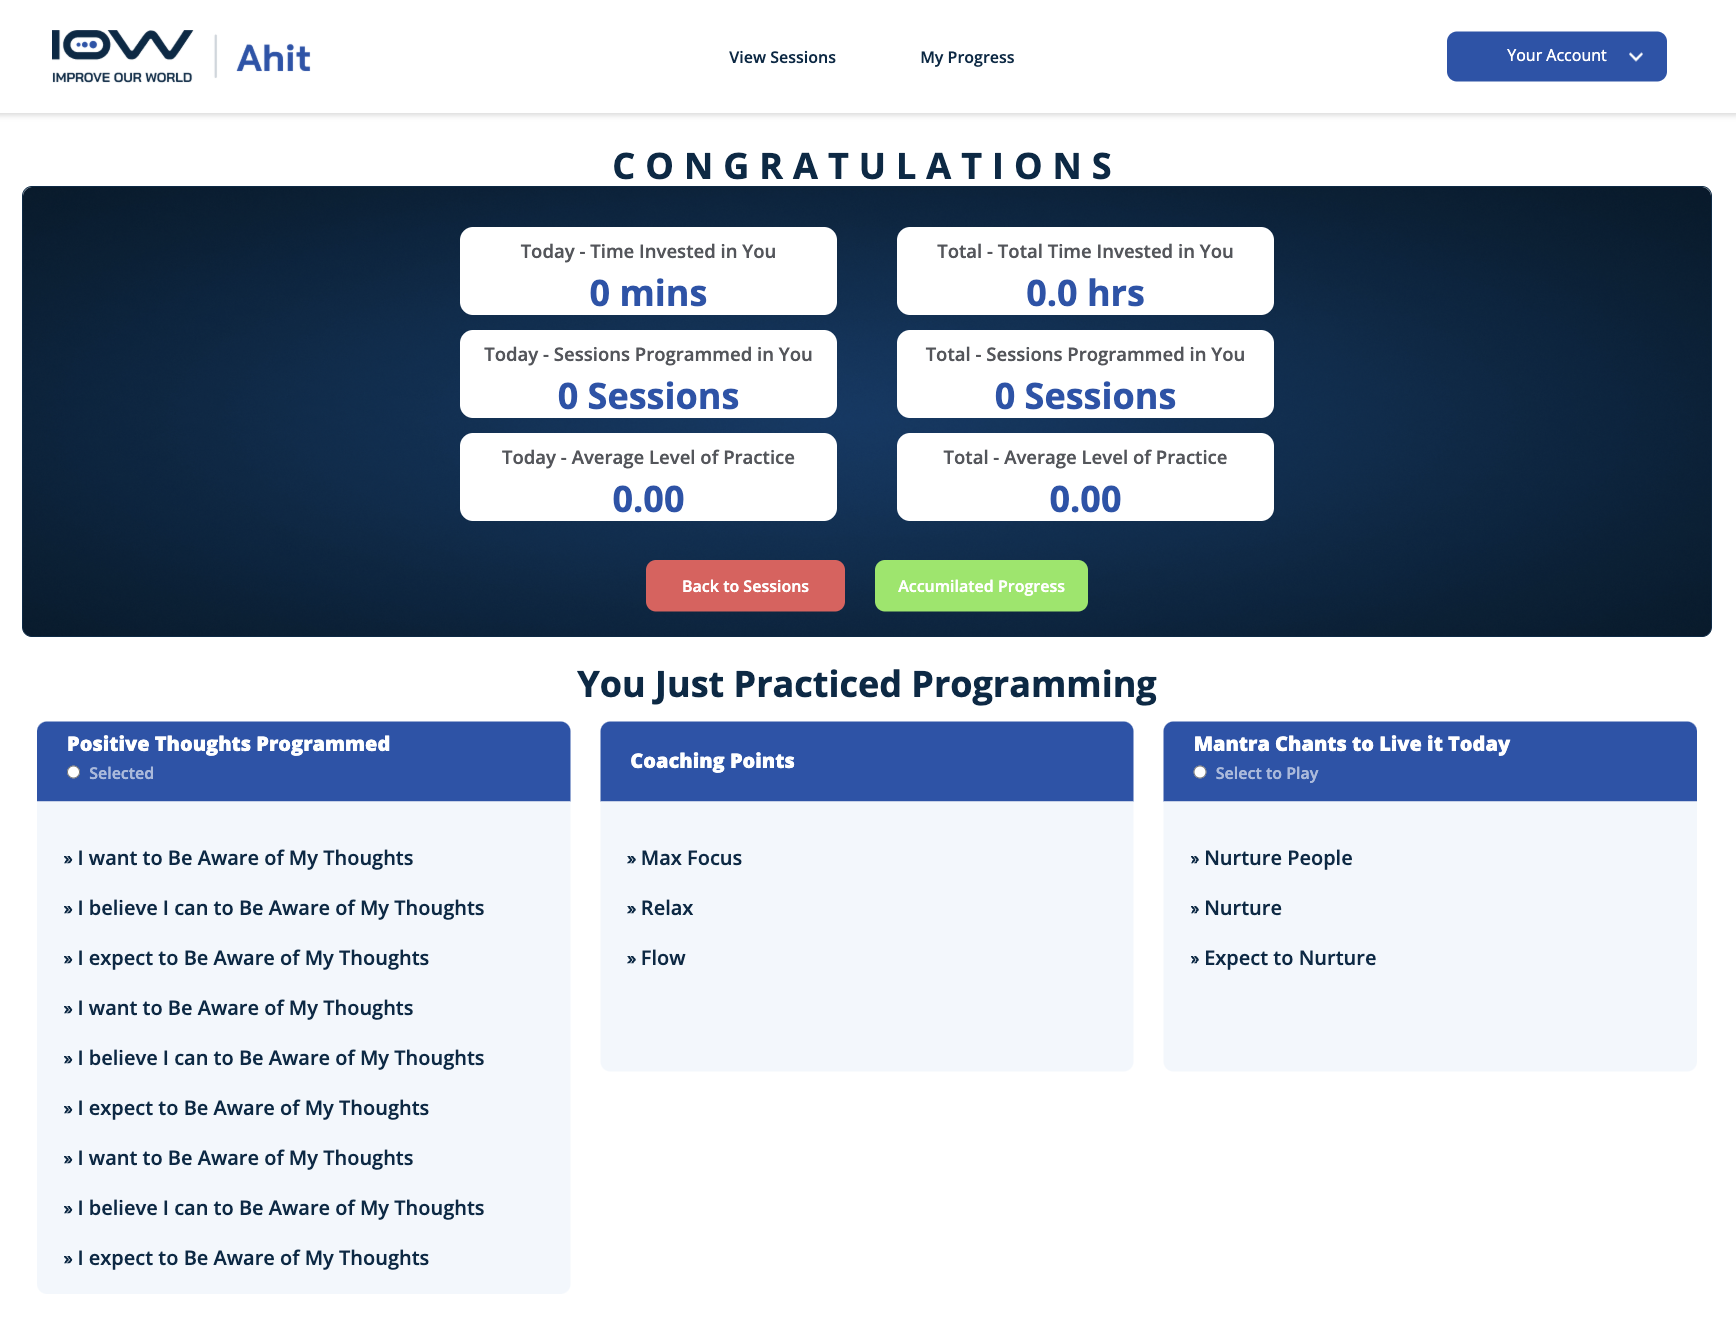 IOW
IMPROVE OUR WORLD
Ahit
View Sessions
My Progress
Your Account
CONGRATULATIONS
Today - Time Invested in You
0 mins
Total - Total Time Invested in You
0.0 hrs
Today - Sessions Programmed in You
0 Sessions
Total - Sessions Programmed in You
0 Sessions
Today - Average Level of Practice
0.00
Total - Average Level of Practice
0.00
Back to Sessions
Accumilated Progress
You Just Practiced Programming
Positive Thoughts Programmed
Selected
» I want to Be Aware of My Thoughts
» I believe I can to Be Aware of My Thoughts
» I expect to Be Aware of My Thoughts
» I want to Be Aware of My Thoughts
» I believe I can to Be Aware of My Thoughts
» I expect to Be Aware of My Thoughts
» I want to Be Aware of My Thoughts
» I believe I can to Be Aware of My Thoughts
» I expect to Be Aware of My Thoughts
Coaching Points
» Max Focus
» Relax
» Flow
Mantra Chants to Live it Today
Select to Play
» Nurture People
» Nurture
» Expect to Nurture